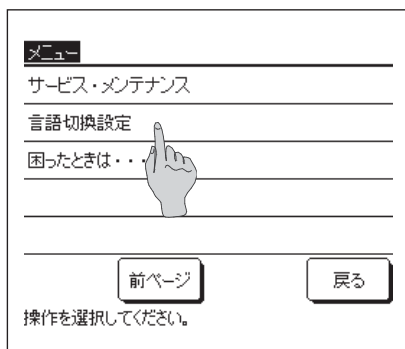 メニュー
サービス・メンテナンス
言語切換設定
困ったときは・・・
前ページ 戻る
操作を選択してください。